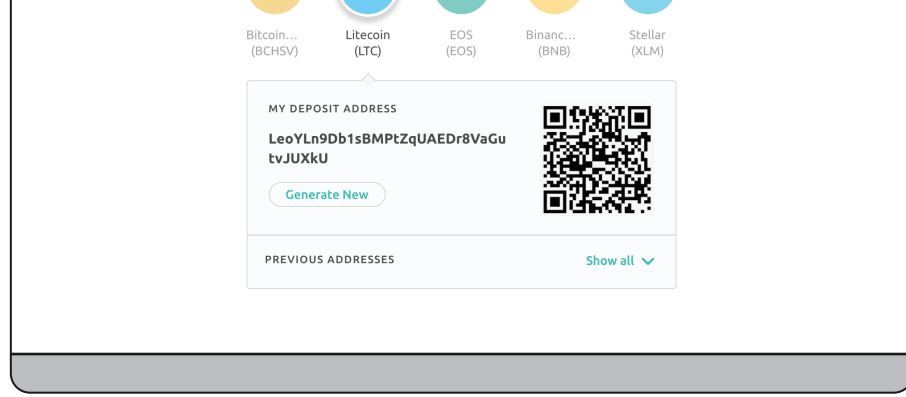 Bitcoin... Litecoin EOS Binanc... Stellar
(BCHSV) (LTC) (EOS) (BNB) (XLM)
MY DEPOSIT ADDRESS
LeoYLn9Db1sBMPtZqUAEDr8VaGu
tvJUXkU
Generate New
PREVIOUS ADDRESSES Show all